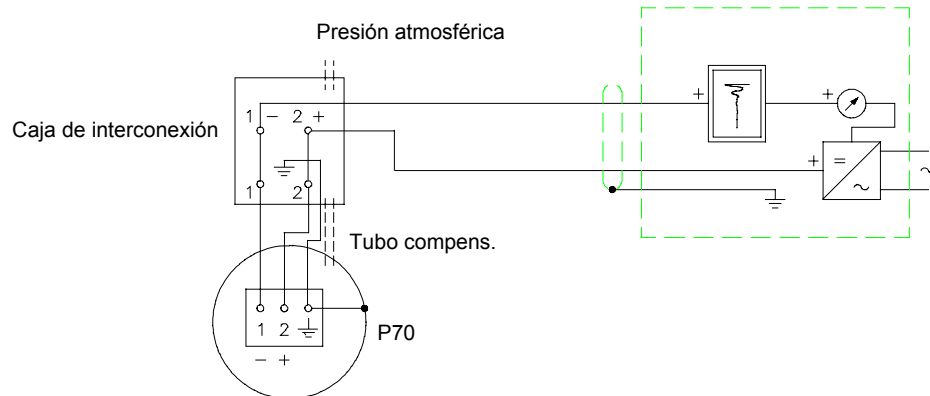 Presión atmosférica
Caja de interconexión
1 - 2 +
+ +
+ =
~ ~
1 2
Tubo compens.
1 2
P70
- +